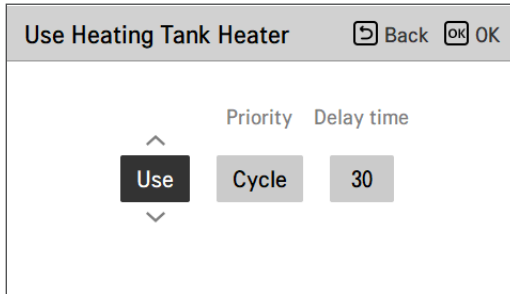 Use Heating Tank Heater Back OK OK
Priority Delay time
Use Cycle 30